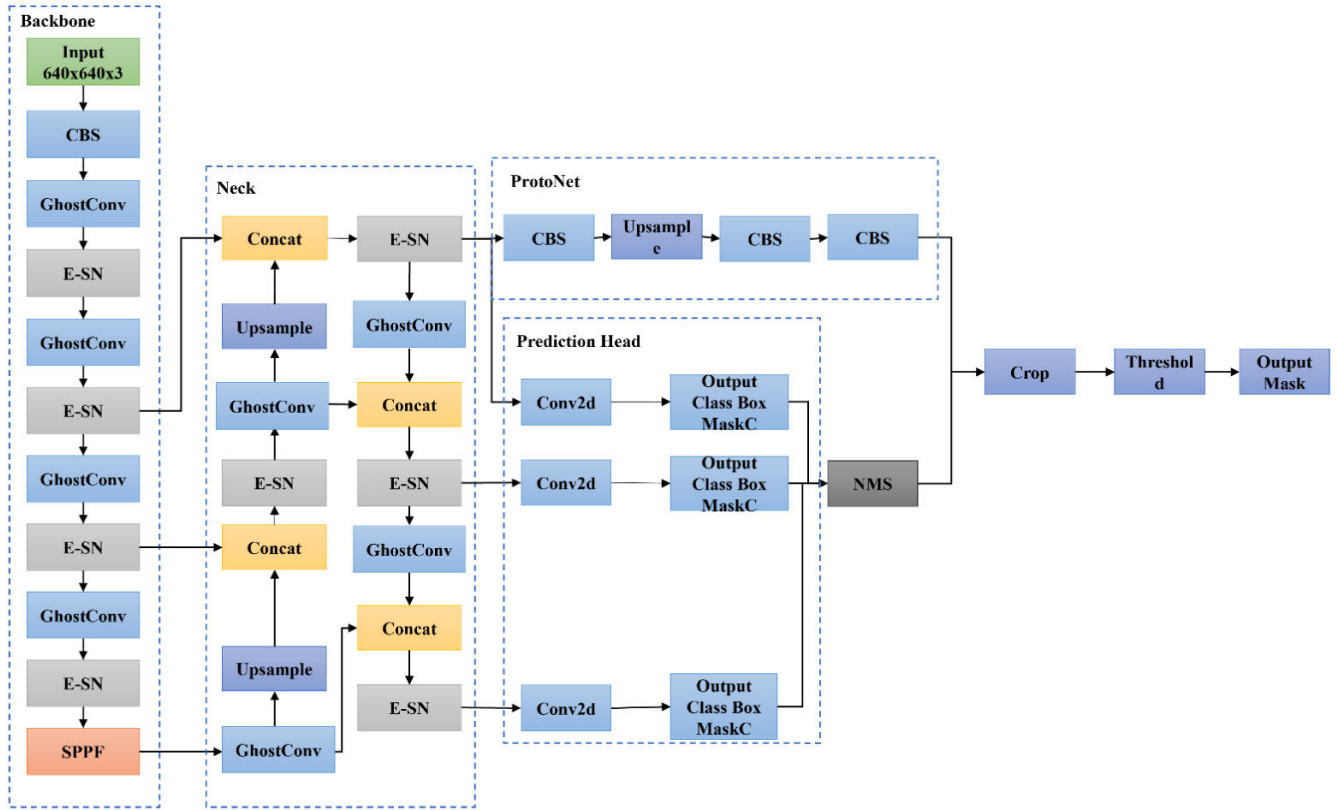 Backbone
Input
640x640x3
CBS
GhostConv
E-SN
GhostConv
E-SN
GhostConv
E-SN
GhostConv
E-SN
SPPF
Neck
Concat
Upsample
GhostConv
E-SN
Concat
Upsample
GhostConv
E-SN
GhostConv
Concat
E-SN
GhostConv
Concat
E-SN
ProtoNet
CBS
Upsampl
e
CBS
CBS
Prediction Head
Conv2d
Output
Class Box
MaskC
Conv2d
Output
Class Box
MaskC
Conv2d
Output
Class Box
MaskC
NMS
Crop
Threshol
d
Output
Mask